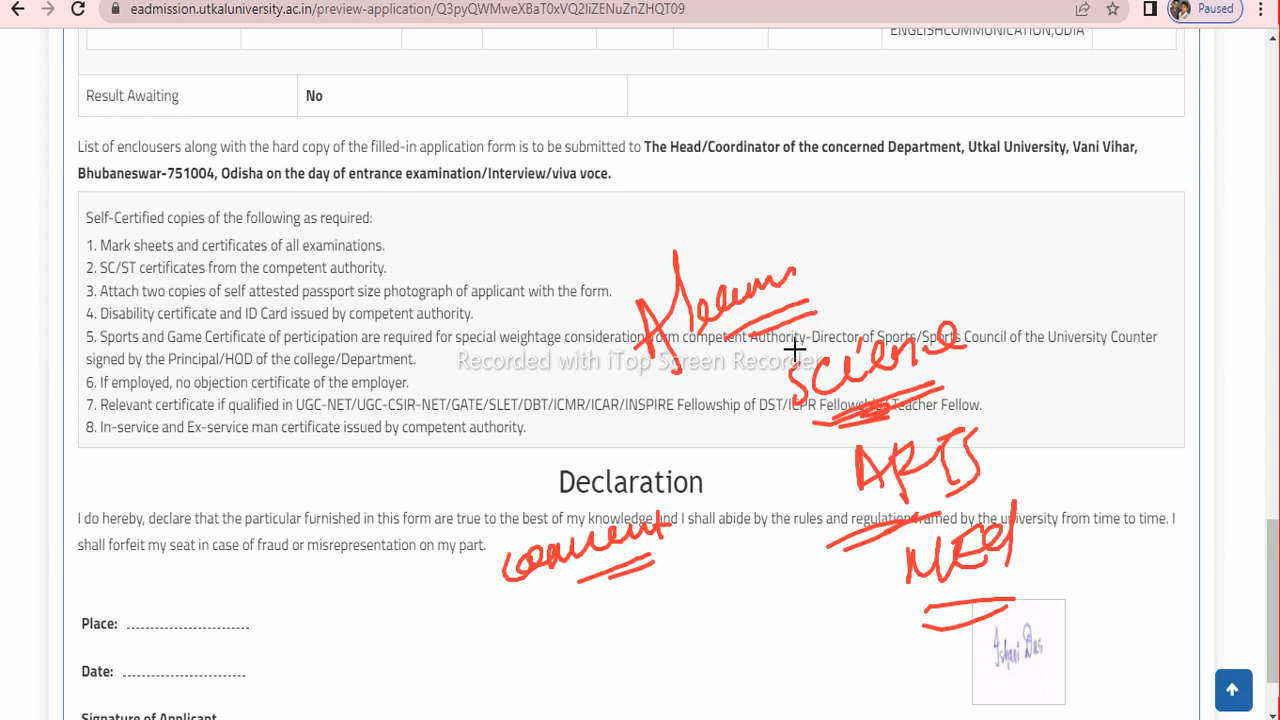 eadmission.utkaluniversity.ac.in/preview-application/Q3pyQWMweXBaT0xVQ2liZENuZnZHQT09
Paused
ENGLISHCOMMUNICATION,ODIA
Result Awaiting No
List of enclousers along with the hard copy of the filled-in application form is to be submitted to The Head/Coordinator of the concerned Department, Utkal University, Vani Vihar,
Bhubaneswar-751004, Odisha on the day of entrance examination/Interview/viva voce.
Self-Certified copies of the following as required:
1. Mark sheets and certificates of all examinations.
2. SC/ST certificates from the competent authority.
3. Attach two copies of self attested passport size photograph of applicant with the form.
4. Disability certificate and ID Card issued by competent authority.
5. Sports and Game Certificate of perticipation are required for special weightage consideration form competent Authority-Director of Sports/Sports Council of the University Counter
signed by the Principal/HOD of the college/Department.
Recorded with iTop Screen Recorder
science
6. If employed, no objection certificate of the employer.
7. Relevant certificate if qualified in UGC-NET/UGC-CSIR-NET/GATE/SLET/DBT/ICMR/ICAR/INSPIRE Fellowship of DST/ICPR Fellowship/Teacher Fellow.
8. In-service and Ex-service man certificate issued by competent authority.
ARTS
Declaration
I do hereby, declare that the particular furnished in this form are true to the best of my knowledge and I shall abide by the rules and regulation framed by the university from time to time. I
shall forfeit my seat in case of fraud or misrepresentation on my part.
comment
MEd
Place:
Ishani Das
Date:
Signature of Applicant